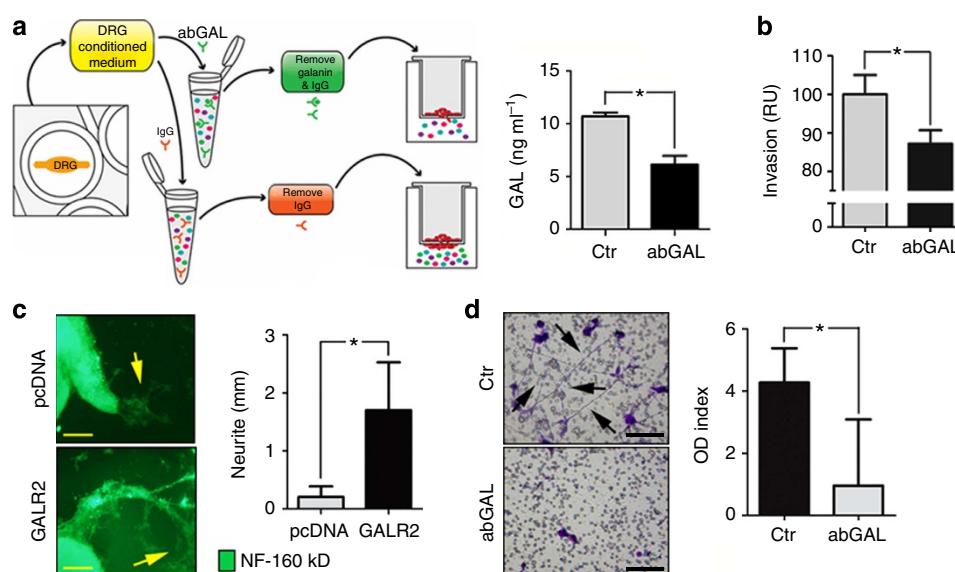 a
DRG
conditioned
medium
abGAL
Remove
galanin
& IgG
IgG
DRG
Remove
IgG
GAL (ng ml−1)
15
10
5
0
*
Ctr
abGAL
b
Invasion (RU)
110
100
90
80
0
*
Ctr
abGAL
c
pcDNA
GALR2
Neurite (mm)
3
2
1
0
*
pcDNA
GALR2
NF-160 kD
d
Ctr
abGAL
OD index
6
4
2
0
*
Ctr
abGAL